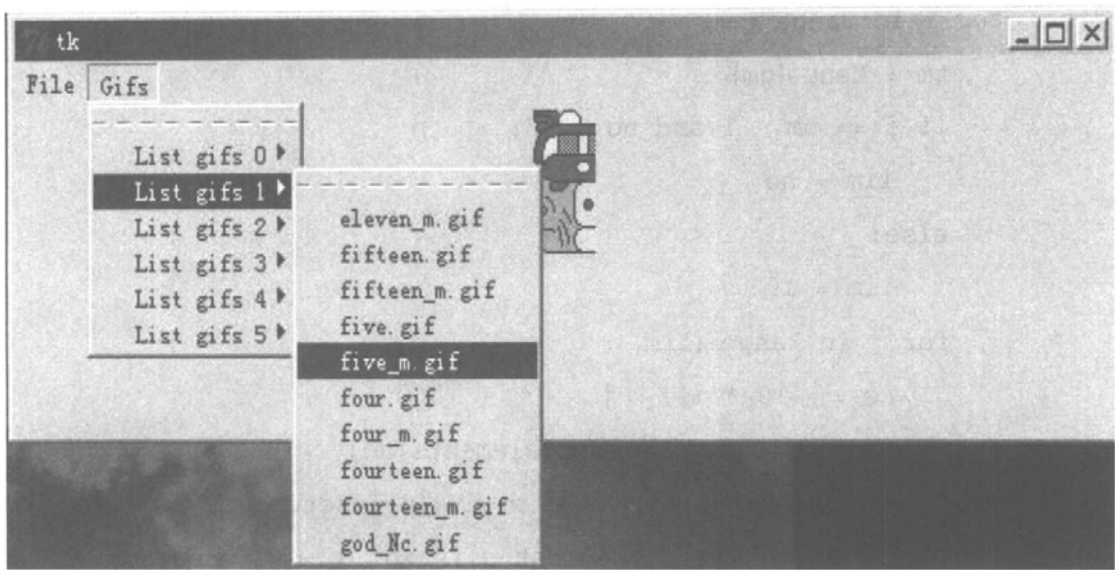 tk
File Gifs
List gifs 0
List gifs 1
List gifs 2
List gifs 3
List gifs 4
List gifs 5
eleven_m.gif
fifteen.gif
fifteen_m.gif
five.gif
five_m.gif
four.gif
four_m.gif
fourteen.gif
fourteen_m.gif
god_Nc.gif